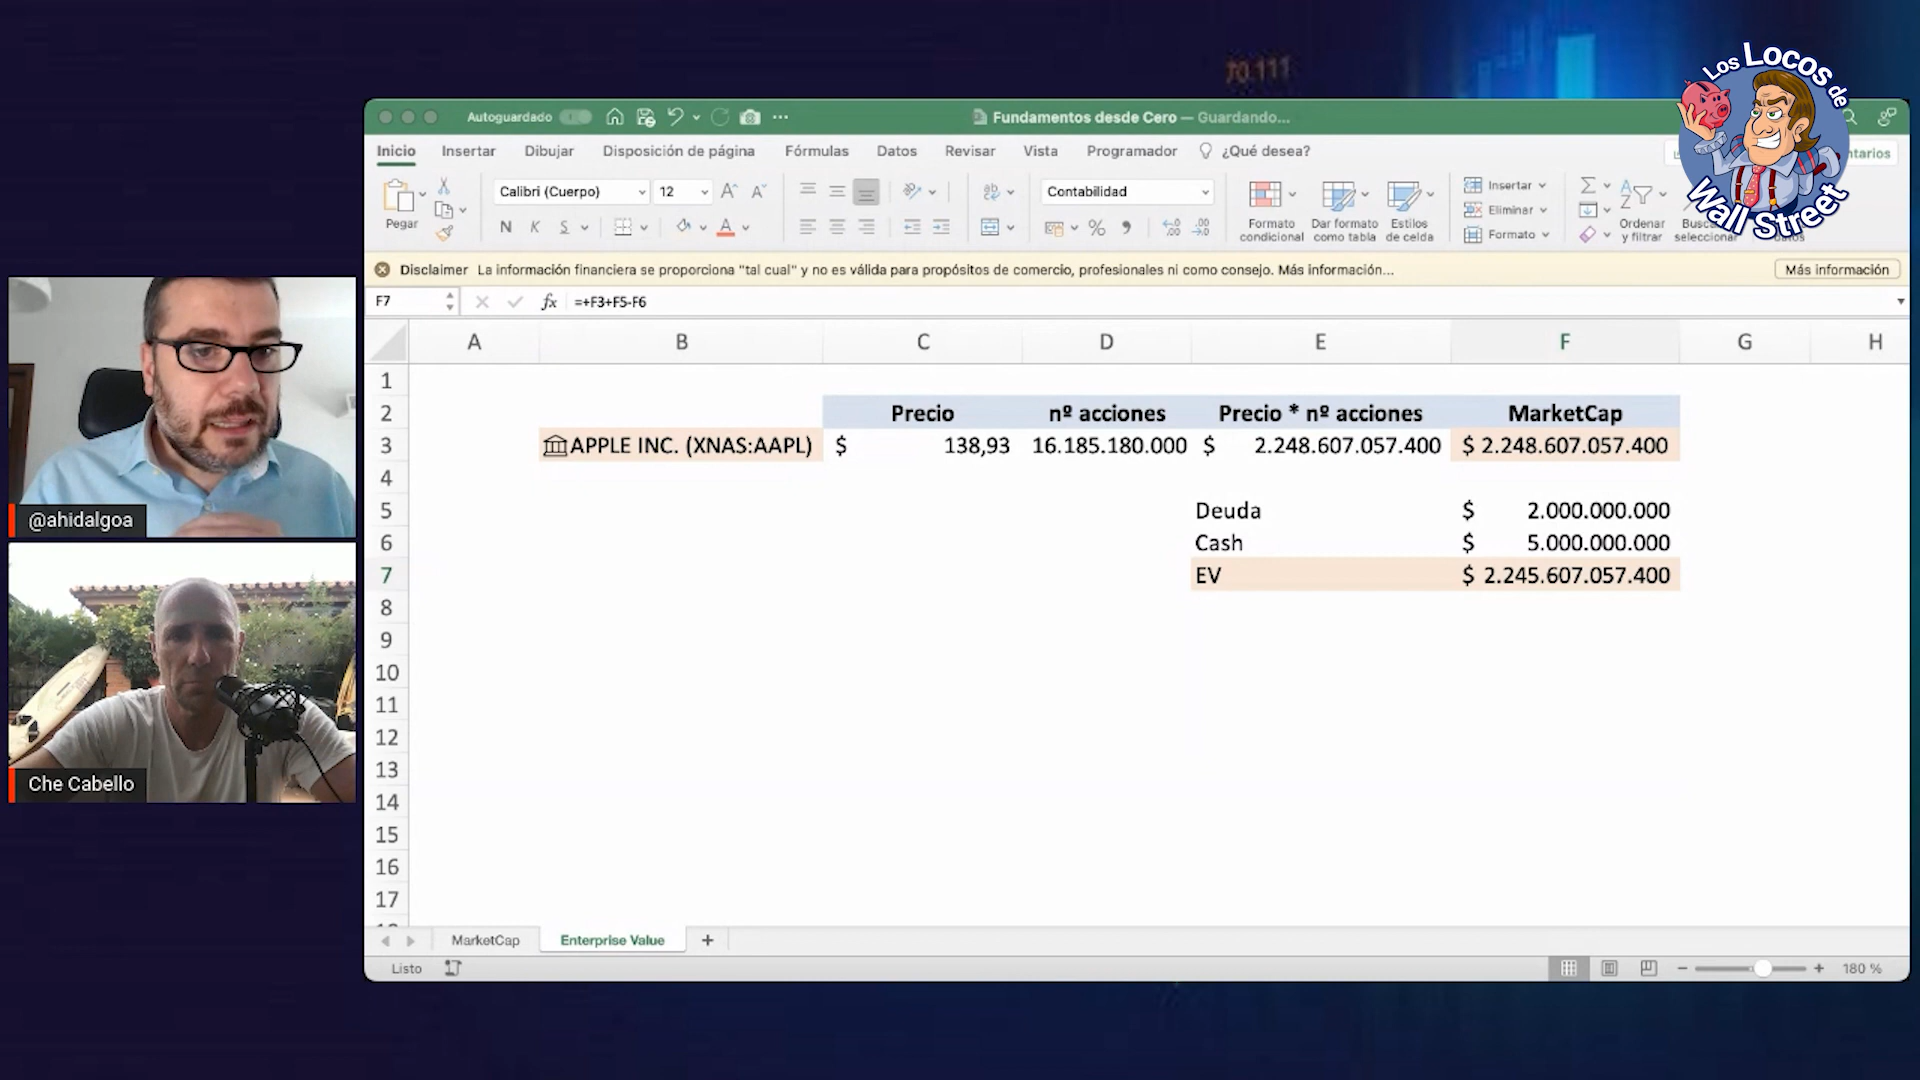 70.111
Los Locos de
Wall Street
Autoguardado
Fundamentos desde Cero — Guardando...
Inicio Insertar Dibujar Disposición de página Fórmulas Datos Revisar Vista Programador ¿Qué desea?
Pegar
Calibri (Cuerpo) 12
N K S
Contabilidad
Formato condicional
Dar formato como tabla
Estilos de celda
Insertar
Eliminar
Formato
Ordenar y filtrar
Disclaimer La información financiera se proporciona "tal cual" y no es válida para propósitos de comercio, profesionales ni como consejo. Más información...
Más información
F7 fx =+F3+F5-F6
A B C D E F G H
1
2 Precio nº acciones Precio * nº acciones MarketCap
3 APPLE INC. (XNAS:AAPL) $ 138,93 16.185.180.000 $ 2.248.607.057.400 $ 2.248.607.057.400
4
5 Deuda $ 2.000.000.000
6 Cash $ 5.000.000.000
7 EV $ 2.245.607.057.400
8
9
10
11
12
13
14
15
16
17
MarketCap Enterprise Value +
Listo
180 %
@ahidalgoa
Che Cabello